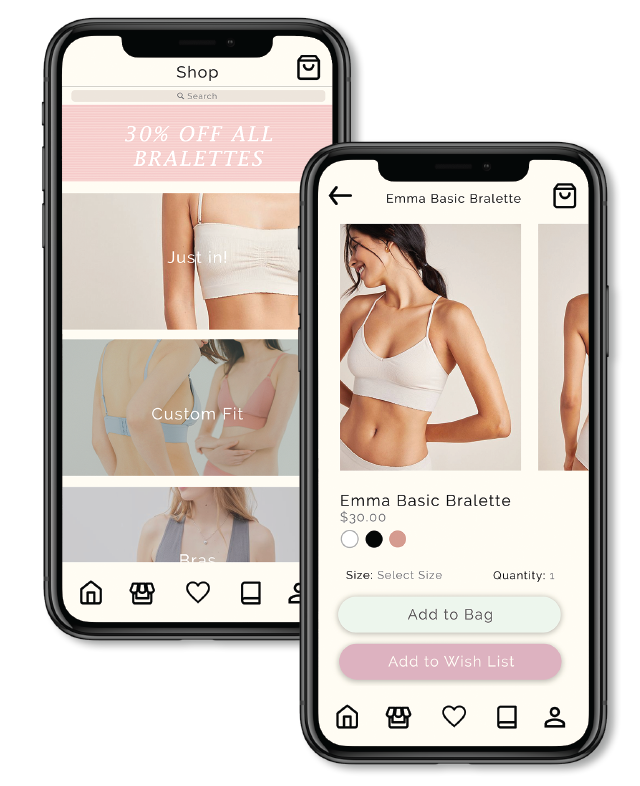 Shop
Search
30% OFF ALL
BRALETTES
Just in!
Custom Fit
Bras
Emma Basic Bralette
Emma Basic Bralette
$30.00
Size: Select Size
Quantity: 1
Add to Bag
Add to Wish List